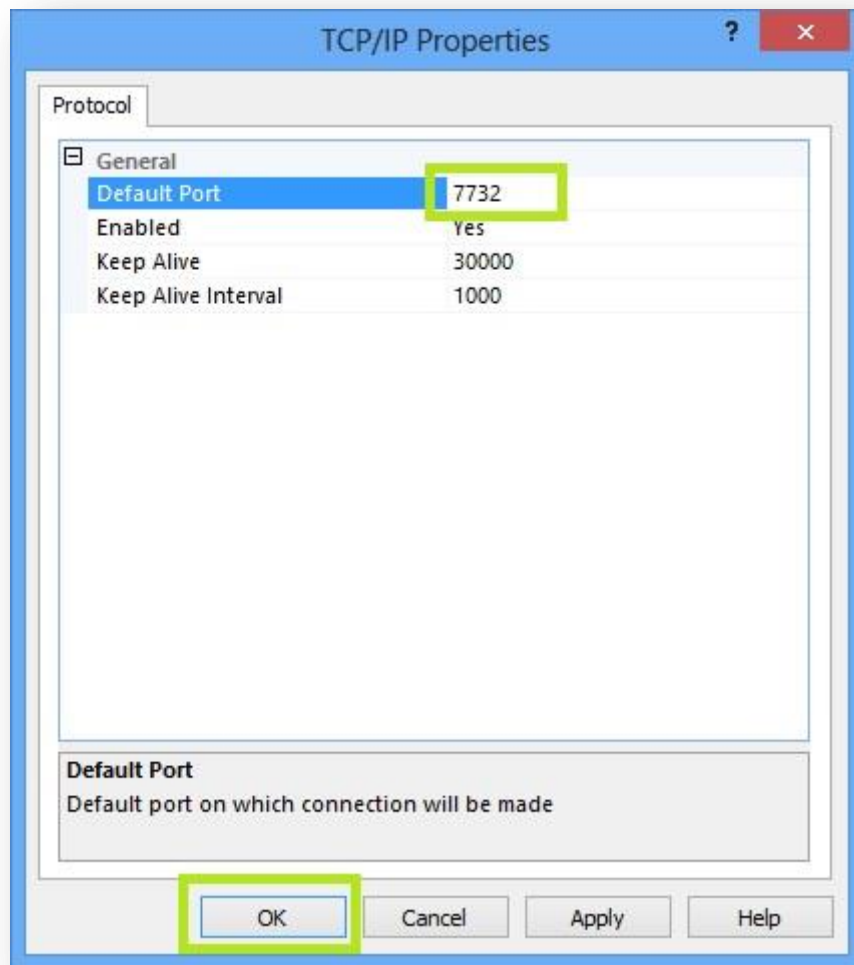 TCP/IP Properties
?
Protocol
General
Default Port 7732
Enabled Yes
Keep Alive 30000
Keep Alive Interval 1000
Default Port
Default port on which connection will be made
OK Cancel Apply Help